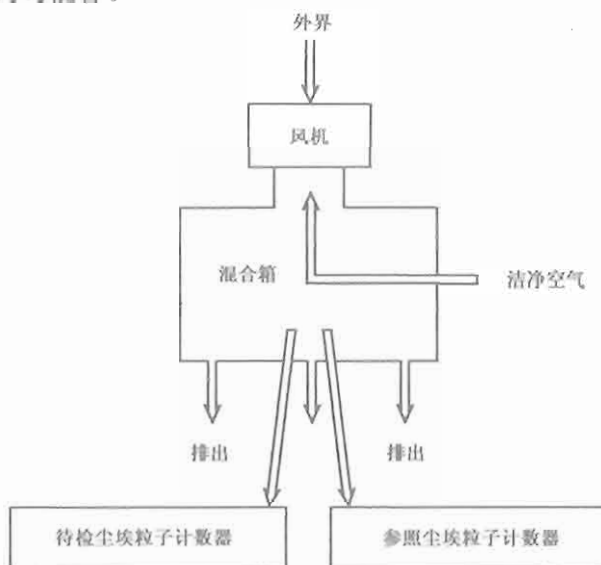 外界
风机
混合箱
洁净空气
排出
排出
待检尘埃粒子计数器
参照尘埃粒子计数器